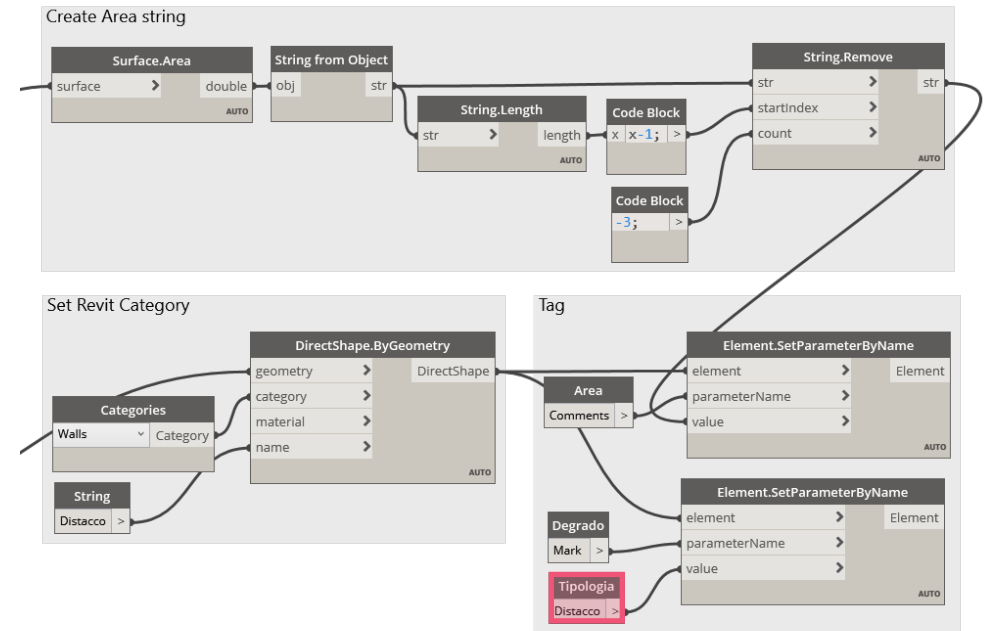 Create Area string
Surface.Area
surface > double
AUTO
String from Object
obj str
String.Length
str > length
AUTO
Code Block
x x-1; >
Code Block
-3; >
String.Remove
str > str
startIndex >
count >
AUTO
Set Revit Category
DirectShape.ByGeometry
geometry > DirectShape
category >
material >
name >
AUTO
Categories
Walls Category
String
Distacco >
Tag
Element.SetParameterByName
element > Element
parameterName >
value >
AUTO
Area
Comments >
Element.SetParameterByName
element > Element
parameterName >
value >
AUTO
Degrado
Mark >
Tipologia
Distacco >